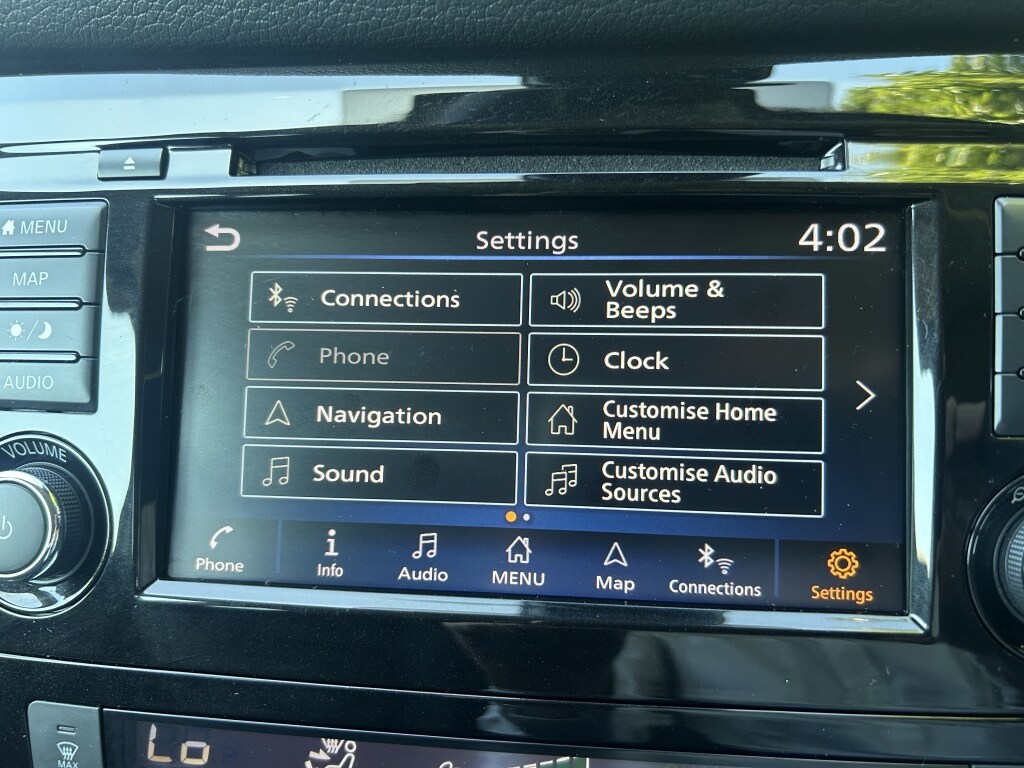 MENU
MAP
AUDIO
VOLUME
Settings
4:02
Connections
Volume &
Beeps
Phone
Clock
Navigation
Customise Home
Menu
Sound
Customise Audio
Sources
Phone
Info
Audio
MENU
Map
Connections
Settings
MAX
Lo